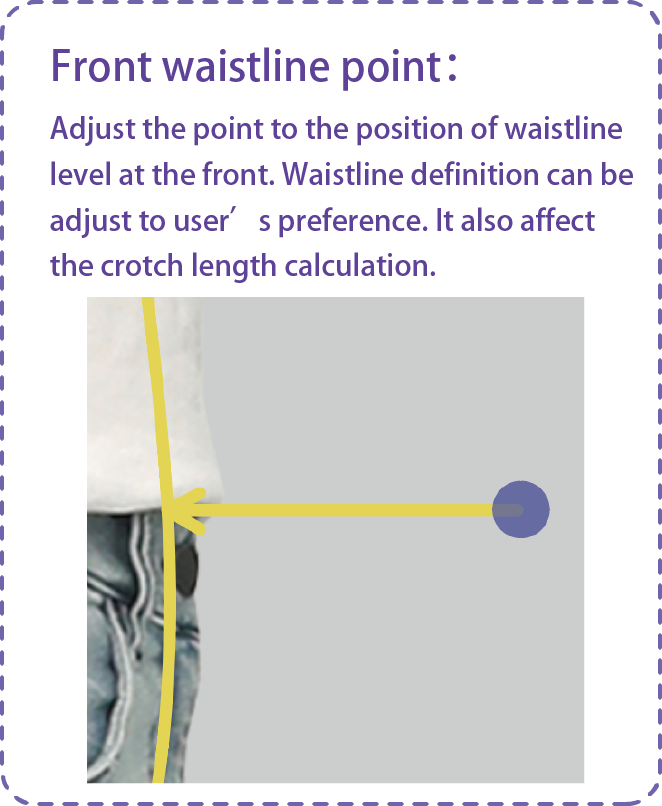 Front waistline point：
Adjust the point to the position of waistline
level at the front. Waistline definition can be
adjust to user′ s preference. It also affect
the crotch length calculation.